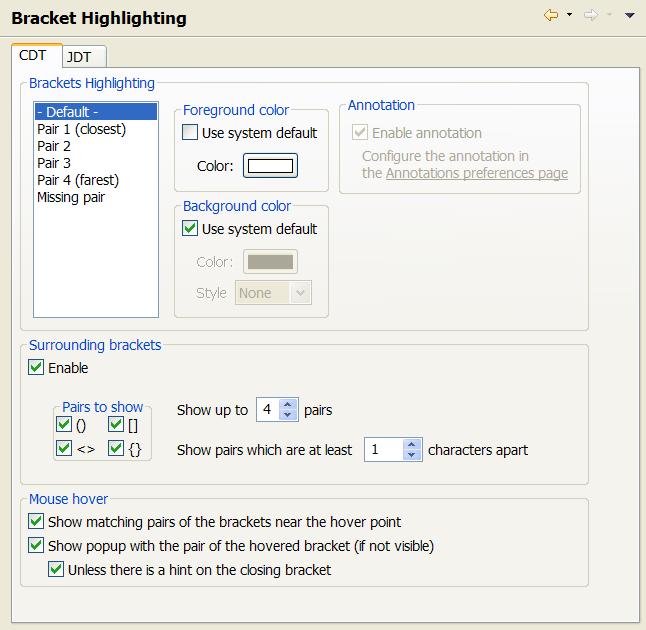 Bracket Highlighting
CDT
JDT
Brackets Highlighting
- Default -
Pair 1 (closest)
Pair 2
Pair 3
Pair 4 (farest)
Missing pair
Foreground color
Use system default
Color:
Background color
Use system default
Color:
Style None
Annotation
Enable annotation
Configure the annotation in
the Annotations preferences page
Surrounding brackets
Enable
Pairs to show
() []
<> {}
Show up to 4 pairs
Show pairs which are at least 1 characters apart
Mouse hover
Show matching pairs of the brackets near the hover point
Show popup with the pair of the hovered bracket (if not visible)
Unless there is a hint on the closing bracket